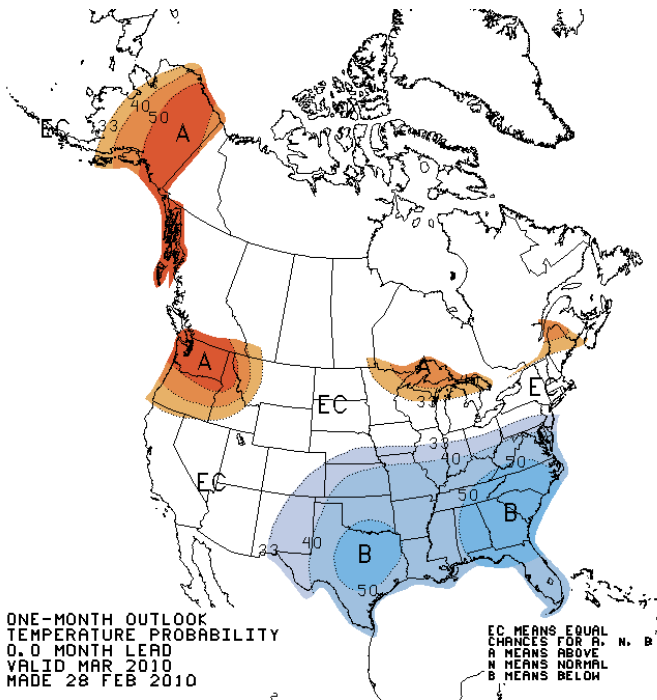 EC
33
40
50
A
A
A
33
EC
EC
EC
33
40
50
50
B
33
40
B
50
ONE-MONTH OUTLOOK
TEMPERATURE PROBABILITY
0.0 MONTH LEAD
VALID MAR 2010
MADE 28 FEB 2010
EC MEANS EQUAL
CHANCES FOR A, N, B
A MEANS ABOVE
N MEANS NORMAL
B MEANS BELOW